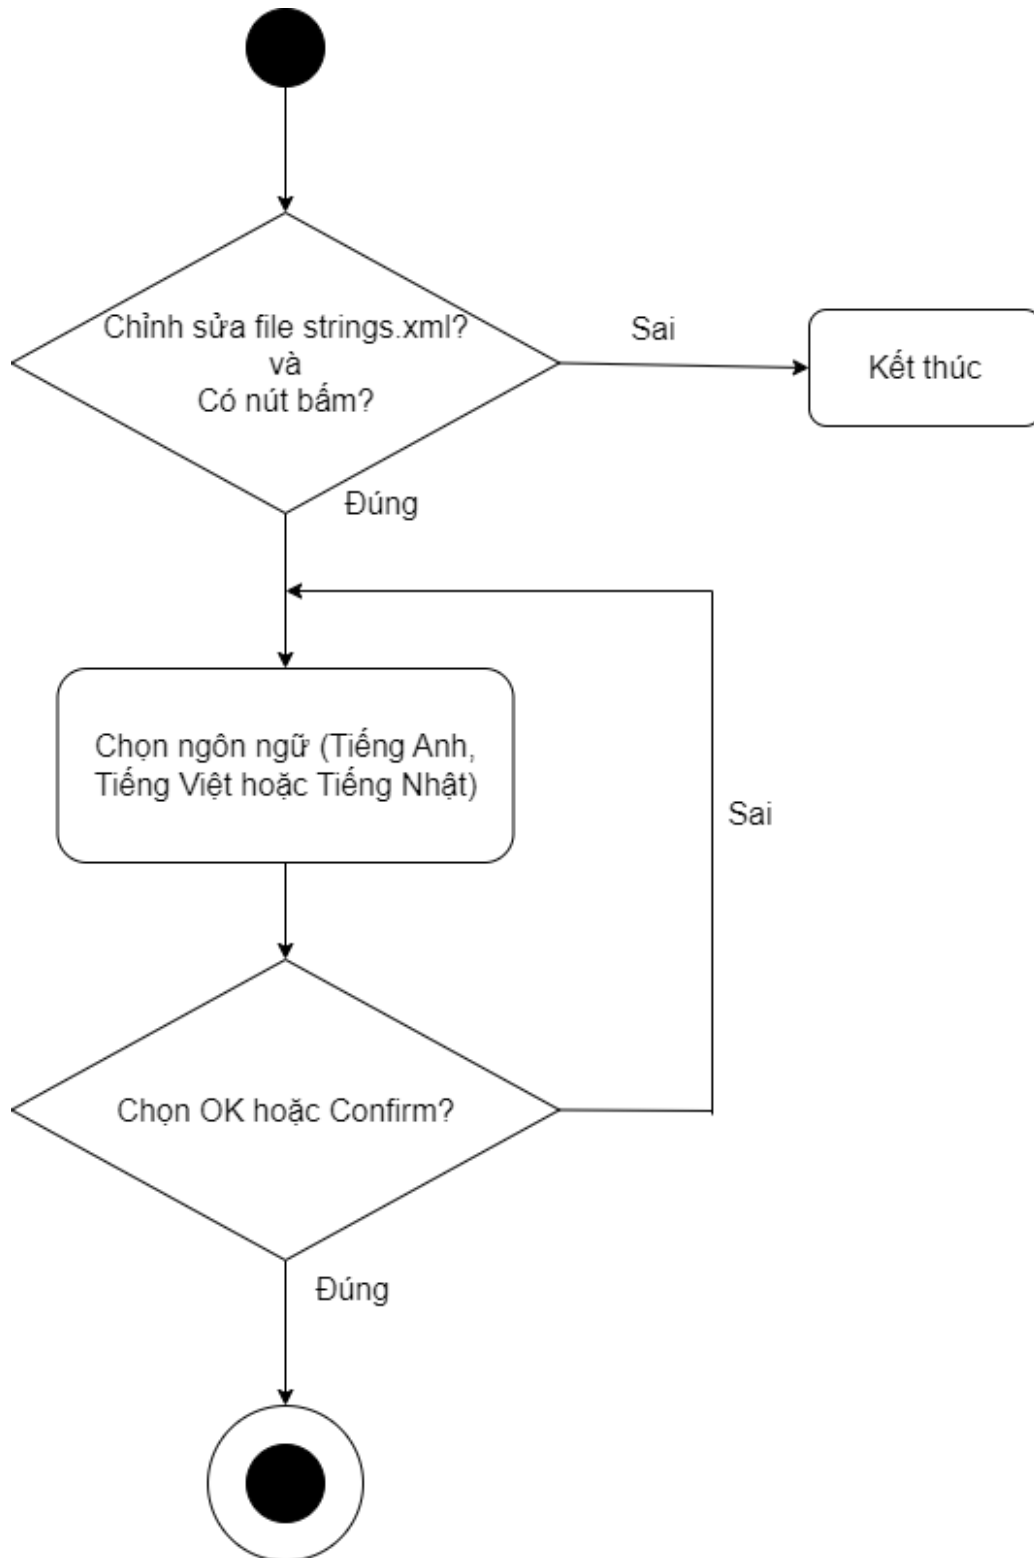 Chỉnh sửa file strings.xml?
và
Có nút bấm?
Sai
Kết thúc
Đúng
Chọn ngôn ngữ (Tiếng Anh,
Tiếng Việt hoặc Tiếng Nhật)
Sai
Chọn OK hoặc Confirm?
Đúng